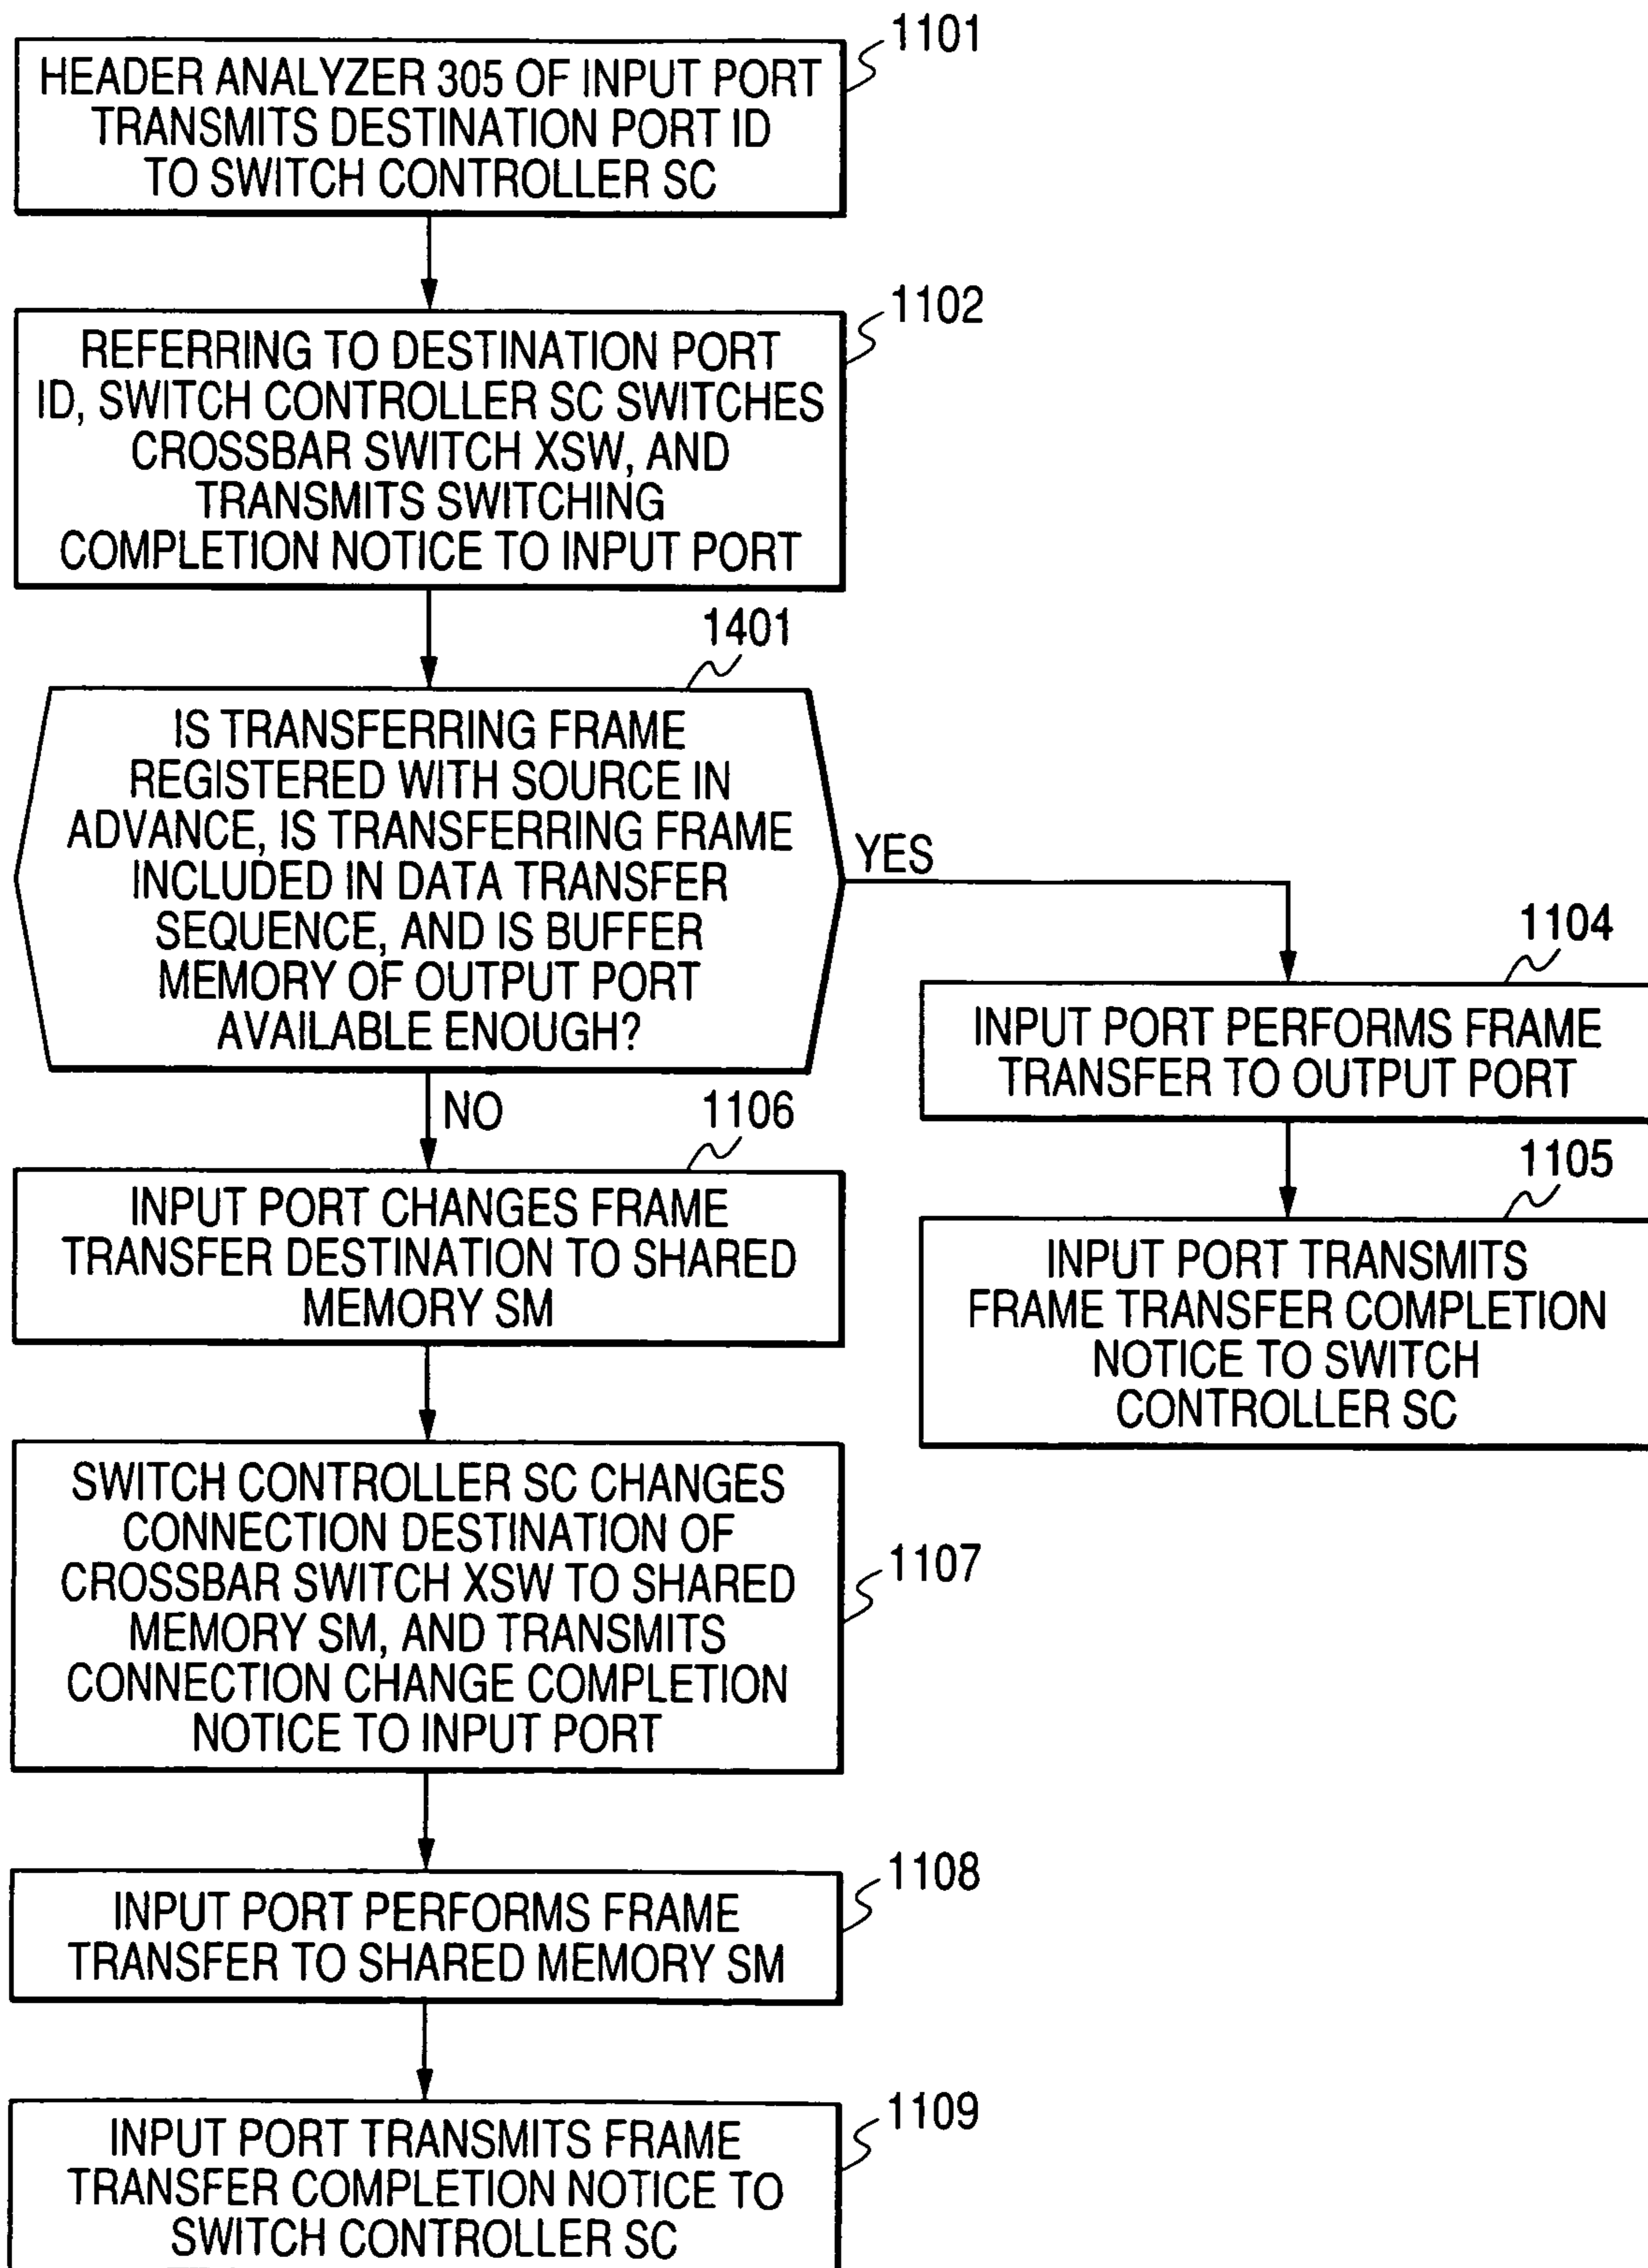 1101
HEADER ANALYZER 305 OF INPUT PORT
TRANSMITS DESTINATION PORT ID
TO SWITCH CONTROLLER SC
1102
REFERRING TO DESTINATION PORT
ID, SWITCH CONTROLLER SC SWITCHES
CROSSBAR SWITCH XSW, AND
TRANSMITS SWITCHING
COMPLETION NOTICE TO INPUT PORT
1401
IS TRANSFERRING FRAME
REGISTERED WITH SOURCE IN
ADVANCE, IS TRANSFERRING FRAME
INCLUDED IN DATA TRANSFER
SEQUENCE, AND IS BUFFER
MEMORY OF OUTPUT PORT
AVAILABLE ENOUGH?
YES
1104
INPUT PORT PERFORMS FRAME
TRANSFER TO OUTPUT PORT
1105
INPUT PORT TRANSMITS
FRAME TRANSFER COMPLETION
NOTICE TO SWITCH
CONTROLLER SC
NO
1106
INPUT PORT CHANGES FRAME
TRANSFER DESTINATION TO SHARED
MEMORY SM
1107
SWITCH CONTROLLER SC CHANGES
CONNECTION DESTINATION OF
CROSSBAR SWITCH XSW TO SHARED
MEMORY SM, AND TRANSMITS
CONNECTION CHANGE COMPLETION
NOTICE TO INPUT PORT
1108
INPUT PORT PERFORMS FRAME
TRANSFER TO SHARED MEMORY SM
1109
INPUT PORT TRANSMITS FRAME
TRANSFER COMPLETION NOTICE TO
SWITCH CONTROLLER SC